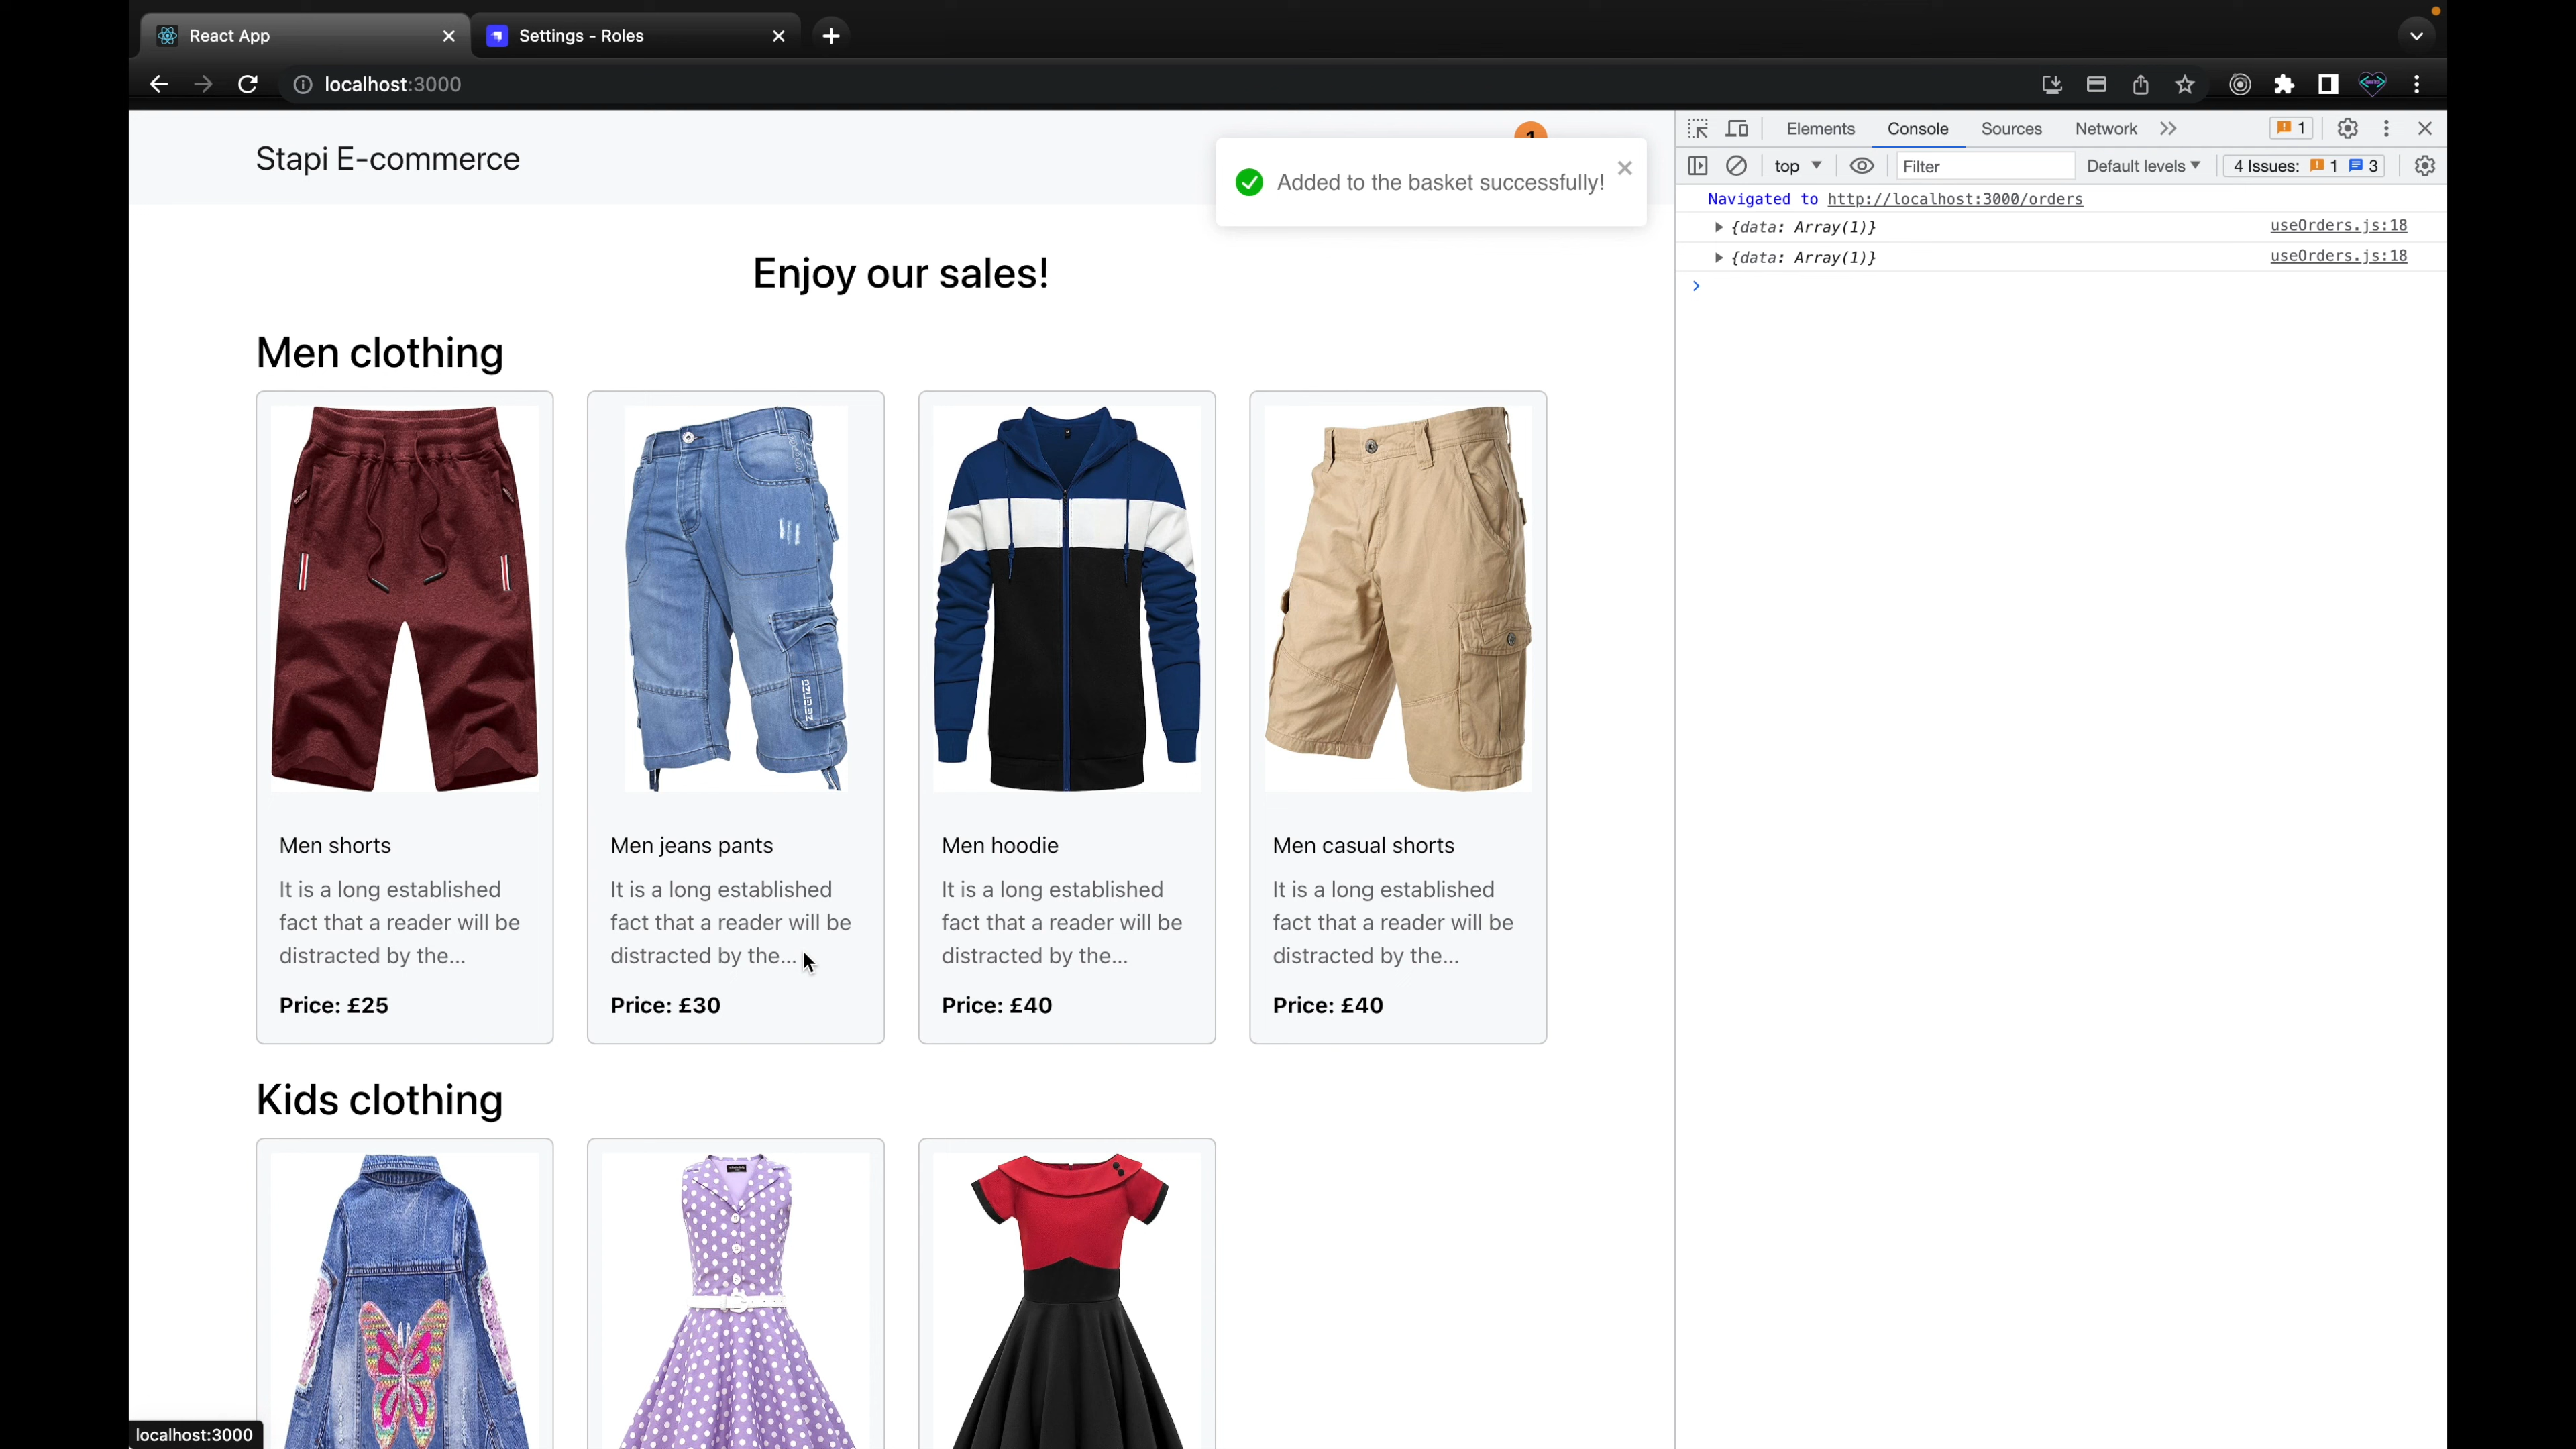 React App
Settings - Roles
localhost:3000
Stapi E-commerce
Added to the basket successfully!
Enjoy our sales!
Men clothing
Men shorts
It is a long established
fact that a reader will be
distracted by the...
Price: £25
Men jeans pants
It is a long established
fact that a reader will be
distracted by the...
Price: £30
Men hoodie
It is a long established
fact that a reader will be
distracted by the...
Price: £40
Men casual shorts
It is a long established
fact that a reader will be
distracted by the...
Price: £40
Kids clothing
localhost:3000
Elements Console Sources Network 1
top Filter Default levels 4 Issues: 1 3
Navigated to http://localhost:3000/orders
{data: Array(1)} useOrders.js:18
{data: Array(1)} useOrders.js:18